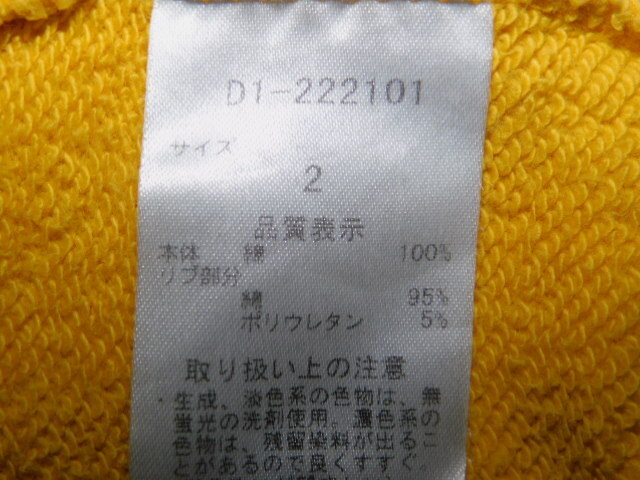 D1-222101
サイズ
2
品質表示
本体 綿 100%
リブ部分
綿 95%
ポリウレタン 5%
取り扱い上の注意
・生成、淡色系の色物は、無
蛍光の洗剤使用。濃色系の
色物は、残留染料が出るこ
とがあるので良くすすぐ。